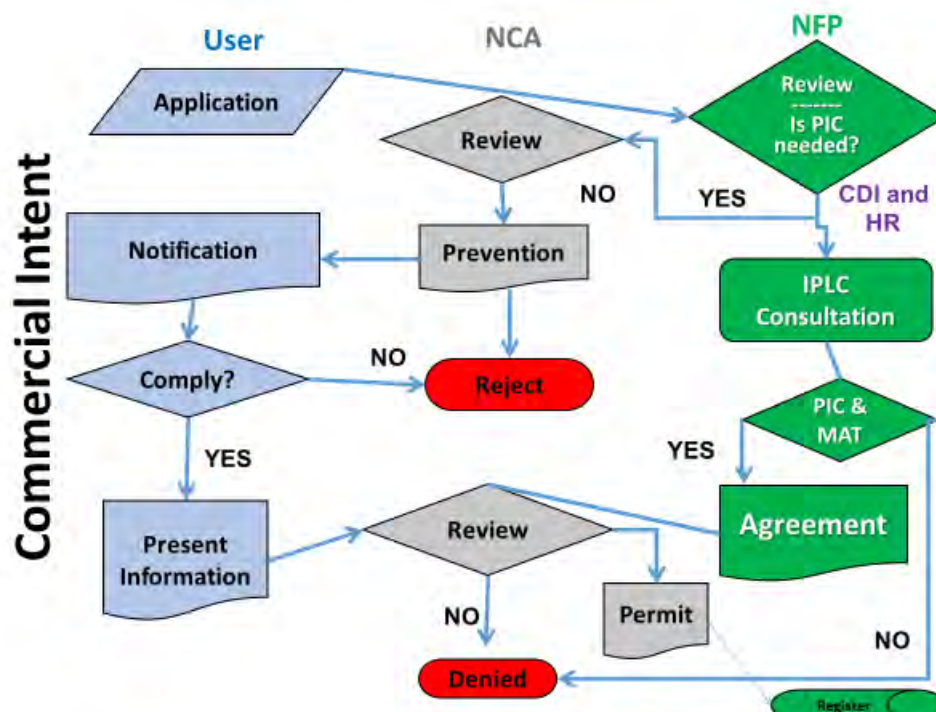 User
NCA
NFP
Application
Review
-------
Is PIC
needed?
Review
NO
YES
CDI and
HR
Commercial Intent
Notification
Prevention
IPLC
Consultation
Comply?
NO
Reject
PIC &
MAT
YES
YES
Agreement
Present
Information
Review
Permit
NO
NO
Denied
Register